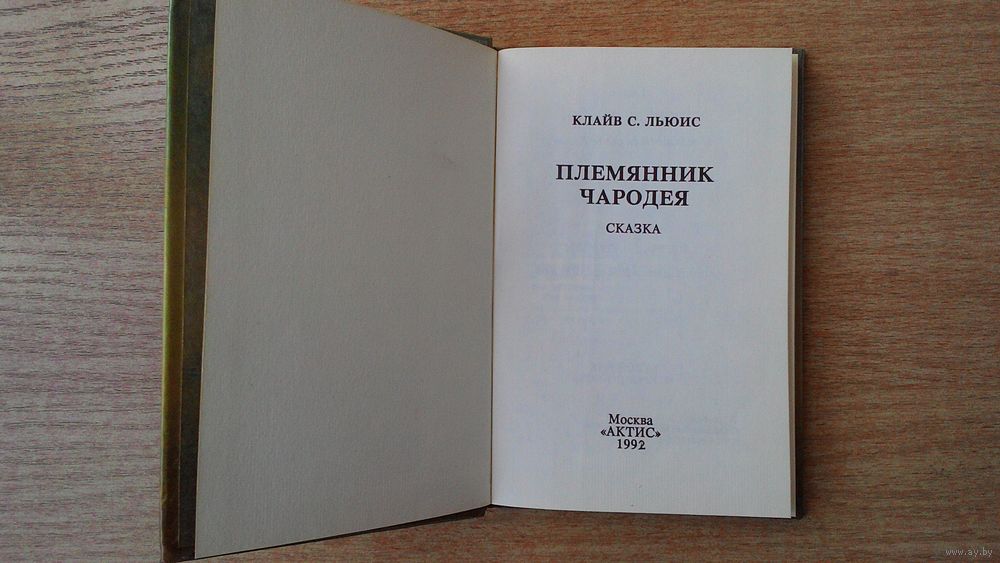 КЛАЙВ С. ЛЬЮИС
ПЛЕМЯННИК
ЧАРОДЕЯ
СКАЗКА
Москва
«АКТИС»
1992
www.ay.by